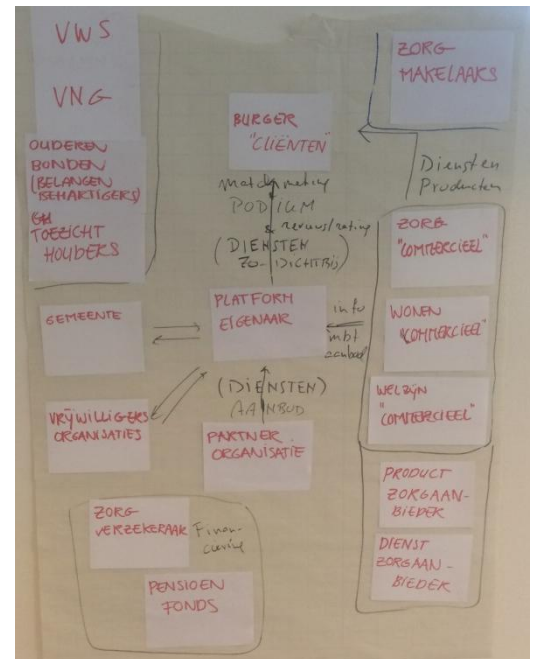 VWS
VNG
OUDEREN
BONDEN
(BELANGEN
BEHARTIGERS)
TOEZICHT
HOUDERS
ZORG-
MAKELAARS
BURGER
"CLIËNTEN"
Diensten
Producten
matchmaking
PODIUM
& reviews/rating
(DIENSTEN
DICHTBIJ)
ZORG
"COMMERCIEEL"
WONEN
"COMMERCIEEL"
WELZIJN
"COMMERCIEEL"
GEMEENTE
PLATFORM
EIGENAAR
info
mbt
aanbod
(DIENSTEN)
AANBOD
VRIJWILLIGERS
ORGANISATIES
PARTNER
ORGANISATIE
PRODUCT
ZORGAAN-
BIEDER
DIENST
ZORGAAN-
BIEDER
ZORG-
VERZEKERAAR
Finan-
ciering
PENSIOEN
FONDS